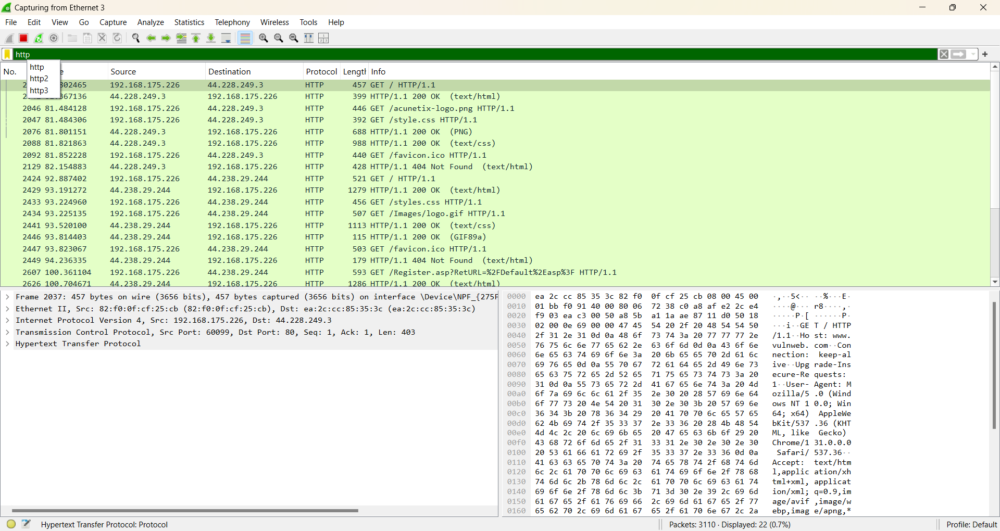 Capturing from Ethernet 3
File Edit View Go Capture Analyze Statistics Telephony Wireless Tools Help
http
http
http2
http3
No. Source Destination Protocol Length Info
802465 192.168.175.226 44.228.249.3 HTTP 457 GET / HTTP/1.1
367136 44.228.249.3 192.168.175.226 HTTP 399 HTTP/1.1 200 OK (text/html)
2046 81.484128 192.168.175.226 44.228.249.3 HTTP 446 GET /acunetix-logo.png HTTP/1.1
2047 81.484306 192.168.175.226 44.228.249.3 HTTP 392 GET /style.css HTTP/1.1
2076 81.801151 44.228.249.3 192.168.175.226 HTTP 688 HTTP/1.1 200 OK (PNG)
2088 81.821863 44.228.249.3 192.168.175.226 HTTP 988 HTTP/1.1 200 OK (text/css)
2092 81.852228 192.168.175.226 44.228.249.3 HTTP 440 GET /favicon.ico HTTP/1.1
2129 82.154883 44.228.249.3 192.168.175.226 HTTP 428 HTTP/1.1 404 Not Found (text/html)
2424 92.887402 192.168.175.226 44.238.29.244 HTTP 521 GET / HTTP/1.1
2429 93.191272 44.238.29.244 192.168.175.226 HTTP 1279 HTTP/1.1 200 OK (text/html)
2433 93.224960 192.168.175.226 44.238.29.244 HTTP 456 GET /styles.css HTTP/1.1
2434 93.225135 192.168.175.226 44.238.29.244 HTTP 507 GET /Images/logo.gif HTTP/1.1
2441 93.520100 44.238.29.244 192.168.175.226 HTTP 1113 HTTP/1.1 200 OK (text/css)
2446 93.814403 44.238.29.244 192.168.175.226 HTTP 115 HTTP/1.1 200 OK (GIF89a)
2447 93.823067 192.168.175.226 44.238.29.244 HTTP 503 GET /favicon.ico HTTP/1.1
2449 94.236335 44.238.29.244 192.168.175.226 HTTP 179 HTTP/1.1 404 Not Found (text/html)
2607 100.361104 192.168.175.226 44.238.29.244 HTTP 593 GET /Register.asp?RetURL=%2FDefault%2Easp%3F HTTP/1.1
2626 100.704671 44.238.29.244 192.168.175.226 HTTP 1286 HTTP/1.1 200 OK (text/html)
Frame 2037: 457 bytes on wire (3656 bits), 457 bytes captured (3656 bits) on interface \Device\NPF_{275F
Ethernet II, Src: 82:f0:0f:cf:25:cb (82:f0:0f:cf:25:cb), Dst: ea:2c:cc:85:35:3c (ea:2c:cc:85:35:3c)
Internet Protocol Version 4, Src: 192.168.175.226, Dst: 44.228.249.3
Transmission Control Protocol, Src Port: 60099, Dst Port: 80, Seq: 1, Ack: 1, Len: 403
Hypertext Transfer Protocol
0000 ea 2c cc 85 35 3c 82 f0 0f cf 25 cb 08 00 45 00 ·,··5<·· ··%···E·
0010 01 bb f0 91 40 00 80 06 72 38 c0 a8 af e2 2c e4 ····@··· r8····,·
0020 f9 03 ea c3 00 50 a8 5b a1 1a ae 87 11 d0 50 18 ·····P·[ ······P·
0030 02 00 0e 69 00 00 47 45 54 20 2f 20 48 54 54 50 ···i··GE T / HTTP
0040 2f 31 2e 31 0d 0a 48 6f 73 74 3a 20 77 77 77 2e /1.1··Ho st: www.
0050 76 75 6c 6e 77 65 62 2e 63 6f 6d 0d 0a 43 6f 6e vulnweb. com··Con
0060 6e 65 63 74 69 6f 6e 3a 20 6b 65 65 70 2d 61 6c nection: keep-al
0070 69 76 65 0d 0a 55 70 67 72 61 64 65 2d 49 6e 73 ive··Upg rade-Ins
0080 65 63 75 72 65 2d 52 65 71 75 65 73 74 73 3a 20 ecure-Re quests:
0090 31 0d 0a 55 73 65 72 2d 41 67 65 6e 74 3a 20 4d 1··User- Agent: M
00a0 6f 7a 69 6c 6c 61 2f 35 2e 30 20 28 57 69 6e 64 ozilla/5 .0 (Wind
00b0 6f 77 73 20 4e 54 20 31 30 2e 30 3b 20 57 69 6e ows NT 1 0.0; Win
00c0 36 34 3b 20 78 36 34 29 20 41 70 70 6c 65 57 65 64; x64) AppleWe
00d0 62 4b 69 74 2f 35 33 37 2e 33 36 20 28 4b 48 54 bKit/537 .36 (KHT
00e0 4d 4c 2c 20 6c 69 6b 65 20 47 65 63 6b 6f 29 20 ML, like Gecko)
00f0 43 68 72 6f 6d 65 2f 31 33 31 2e 30 2e 30 2e 30 Chrome/1 31.0.0.0
0100 20 53 61 66 61 72 69 2f 35 33 37 2e 33 36 0d 0a Safari/ 537.36··
0110 41 63 63 65 70 74 3a 20 74 65 78 74 2f 68 74 6d Accept: text/htm
0120 6c 2c 61 70 70 6c 69 63 61 74 69 6f 6e 2f 78 68 l,applic ation/xh
0130 74 6d 6c 2b 78 6d 6c 2c 61 70 70 6c 69 63 61 74 tml+xml, applicat
0140 69 6f 6e 2f 78 6d 6c 3b 71 3d 30 2e 39 2c 69 6d ion/xml; q=0.9,im
0150 61 67 65 2f 61 76 69 66 2c 69 6d 61 67 65 2f 77 age/avif ,image/w
0160 65 62 70 2c 69 6d 61 67 65 2f 61 70 6e 67 2c 2a ebp,imag e/apng,*
Hypertext Transfer Protocol: Protocol Packets: 3110 · Displayed: 22 (0.7%) Profile: Default